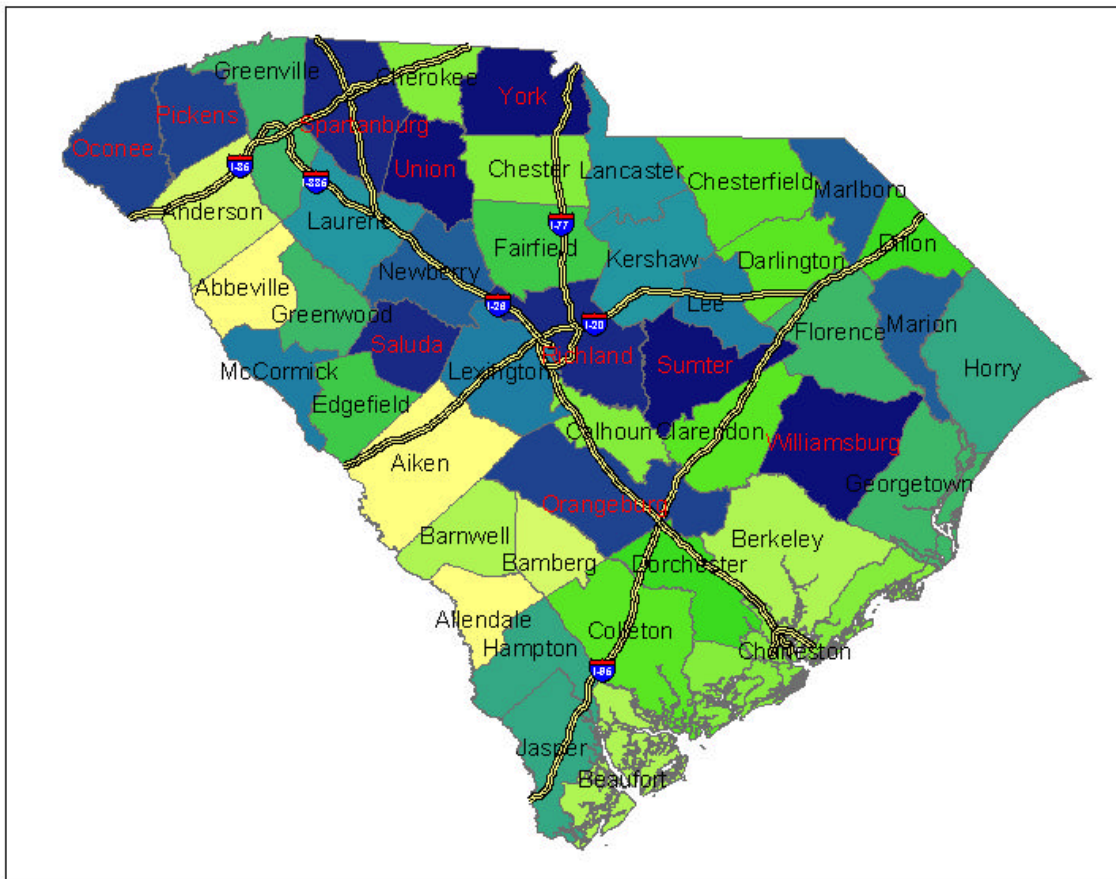 Greenville
Cherokee
York
Pickens
Spartanburg
Oconee
Union
Chester
Lancaster
Chesterfield
Marlboro
I-85
I-385
Anderson
Laurens
I-77
Dillon
Fairfield
Newberry
Kershaw
Darlington
Abbeville
Greenwood
I-26
I-20
Lee
Florence
Marion
Saluda
Richland
Sumter
Horry
McCormick
Lexington
Edgefield
Calhoun
Clarendon
Williamsburg
Aiken
Georgetown
Orangeburg
Barnwell
Bamberg
Berkeley
Dorchester
Allendale
Hampton
Colleton
Charleston
I-95
Jasper
Beaufort